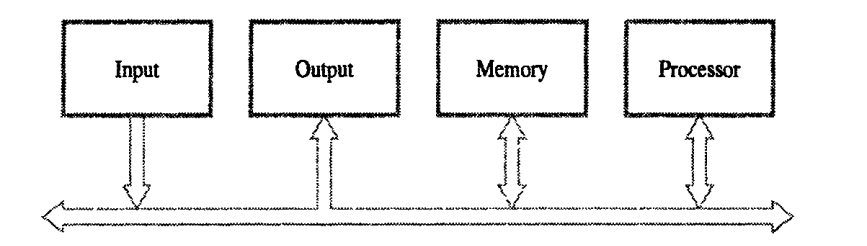 Input
Output
Memory
Processor